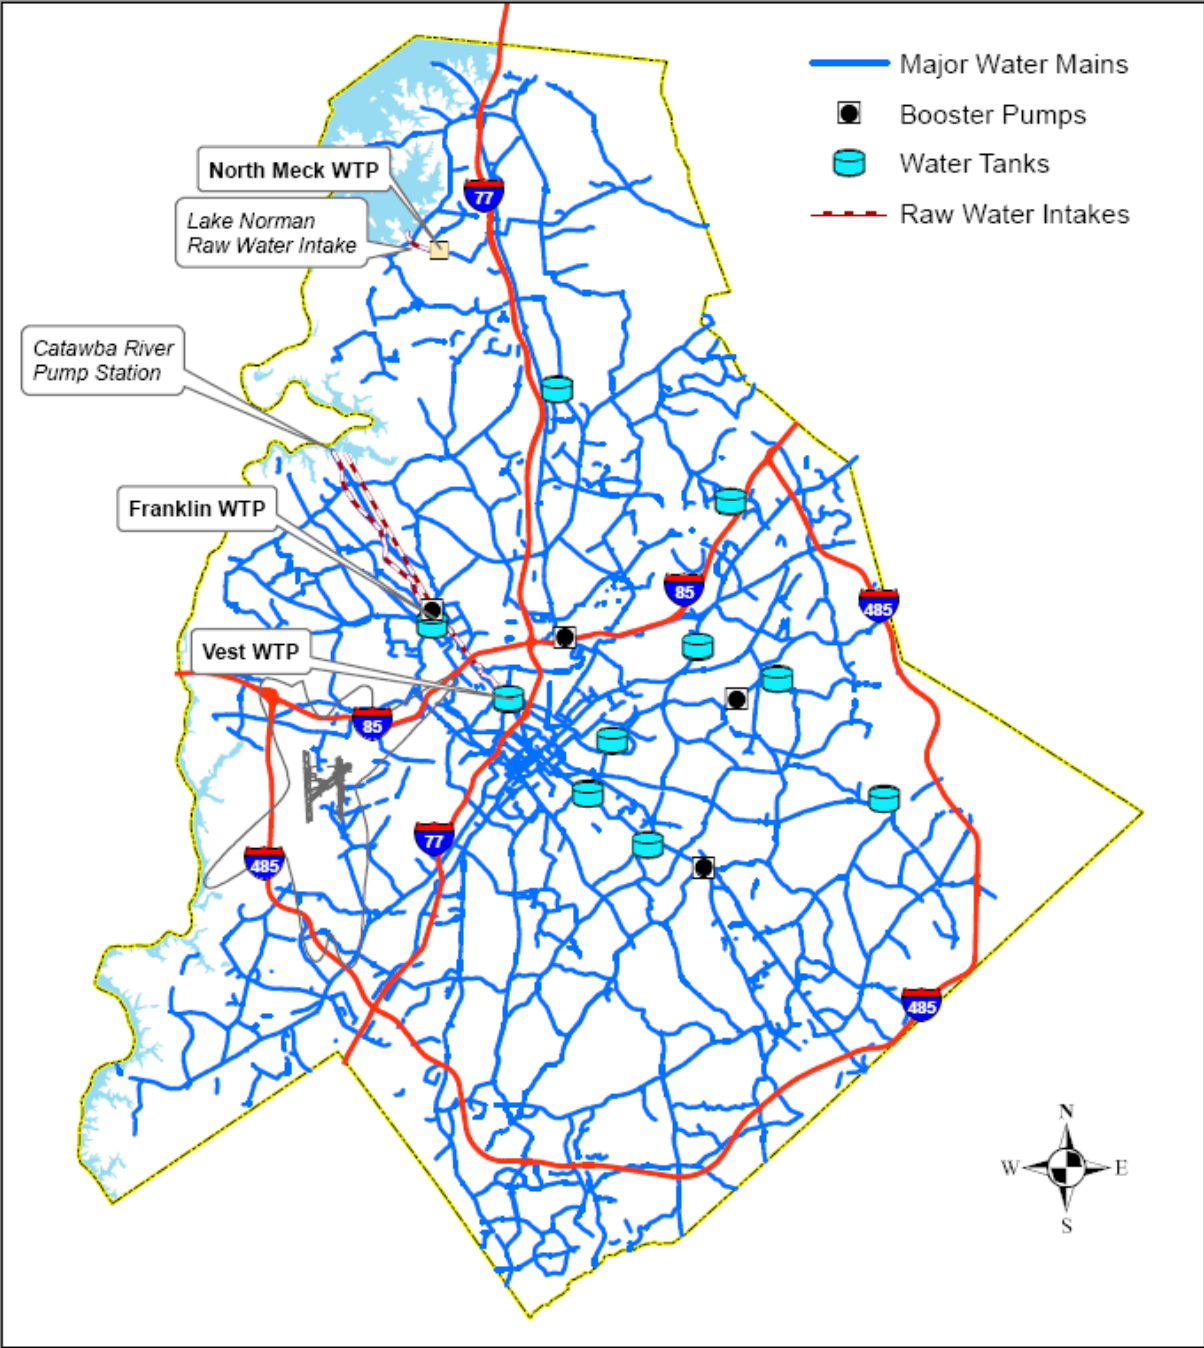 Major Water Mains
Booster Pumps
Water Tanks
Raw Water Intakes
North Meck WTP
77
Lake Norman
Raw Water Intake
Catawba River
Pump Station
Franklin WTP
85
485
Vest WTP
85
77
485
485
N
W
E
S